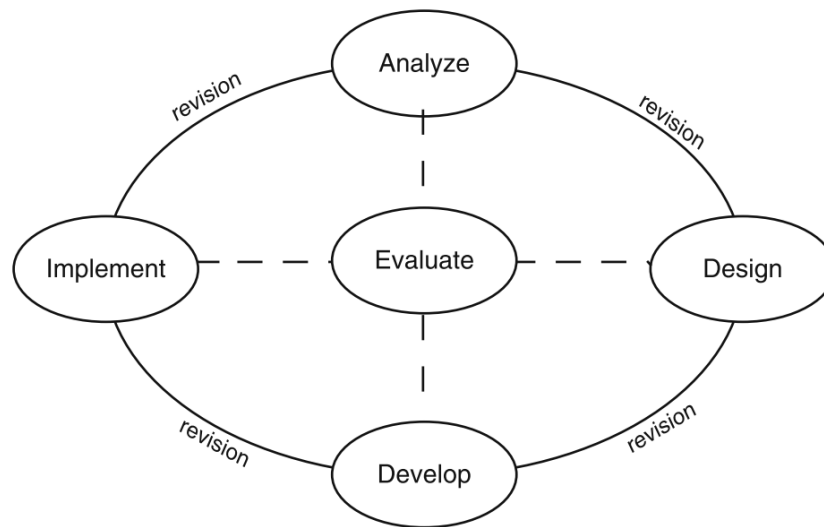 Analyze
revision
revision
Implement
Evaluate
Design
revision
revision
Develop